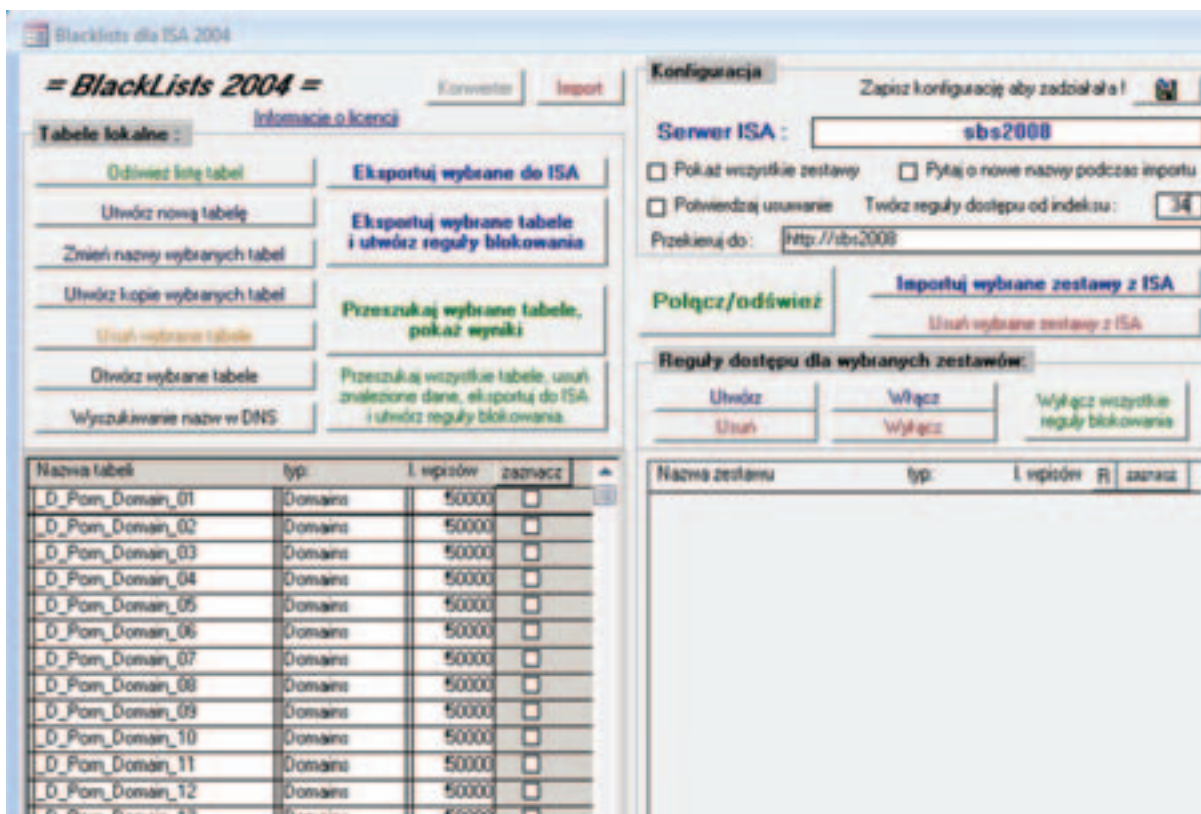 Blacklists dla ISA 2004
= BlackLists 2004 =
Konwerter
Import
Informacje o licencji
Tabele lokalne :
Odśwież listę tabel
Utwórz nową tabelę
Zmień nazwy wybranych tabel
Utwórz kopie wybranych tabel
Usuń wybrane tabele
Otwórz wybrane tabele
Wyszukiwanie nazw w DNS
Eksportuj wybrane do ISA
Eksportuj wybrane tabele
i utwórz reguły blokowania
Przeszukaj wybrane tabele,
pokaż wyniki
Przeszukaj wszystkie tabele, usuń
znalezione dane, eksportuj do ISA
i utwórz reguły blokowania.
Nazwa tabeli typ: l. wpisów zaznacz
_D_Porn_Domain_01 Domains 50000
_D_Porn_Domain_02 Domains 50000
_D_Porn_Domain_03 Domains 50000
_D_Porn_Domain_04 Domains 50000
_D_Porn_Domain_05 Domains 50000
_D_Porn_Domain_06 Domains 50000
_D_Porn_Domain_07 Domains 50000
_D_Porn_Domain_08 Domains 50000
_D_Porn_Domain_09 Domains 50000
_D_Porn_Domain_10 Domains 50000
_D_Porn_Domain_11 Domains 50000
_D_Porn_Domain_12 Domains 50000
Konfiguracja
Zapisz konfigurację aby zadziałała !
Serwer ISA : sbs2008
Pokaż wszystkie zestawy
Pytaj o nowe nazwy podczas importu
Potwierdzaj usuwanie
Twórz reguły dostępu od indeksu : 34
Przekieruj do : http://sbs2008
Połącz/odśwież
Importuj wybrane zestawy z ISA
Usuń wybrane zestawy z ISA
Reguły dostępu dla wybranych zestawów:
Utwórz
Włącz
Usuń
Wyłącz
Wyłącz wszystkie
reguły blokowania
Nazwa zestawu typ: l. wpisów R zaznacz